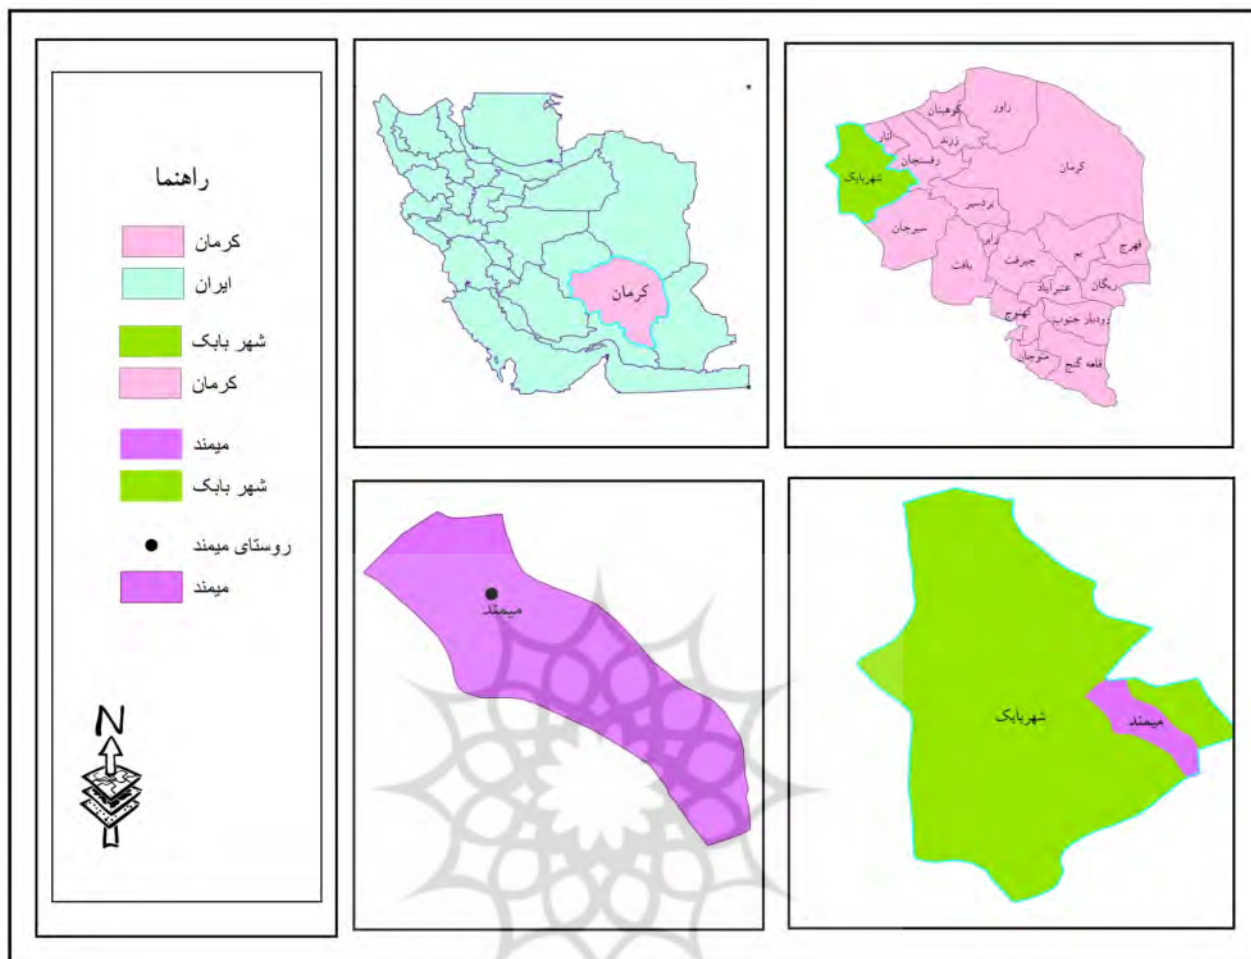 راهنما
کرمان
ایران
شهر بابک
کرمان
میمند
شهر بابک
روستای میمند
میمند
N
کرمان
راور
کوهبنان
زرند
انار
رفسنجان
کرمان
شهربابک
بردسیر
سیرجان
رابر
بافت
جیرفت
بم
فهرج
ریگان
عنبرآباد
کهنوج
رودبار جنوب
منوجان
قلعه گنج
میمند
شهربابک
میمند